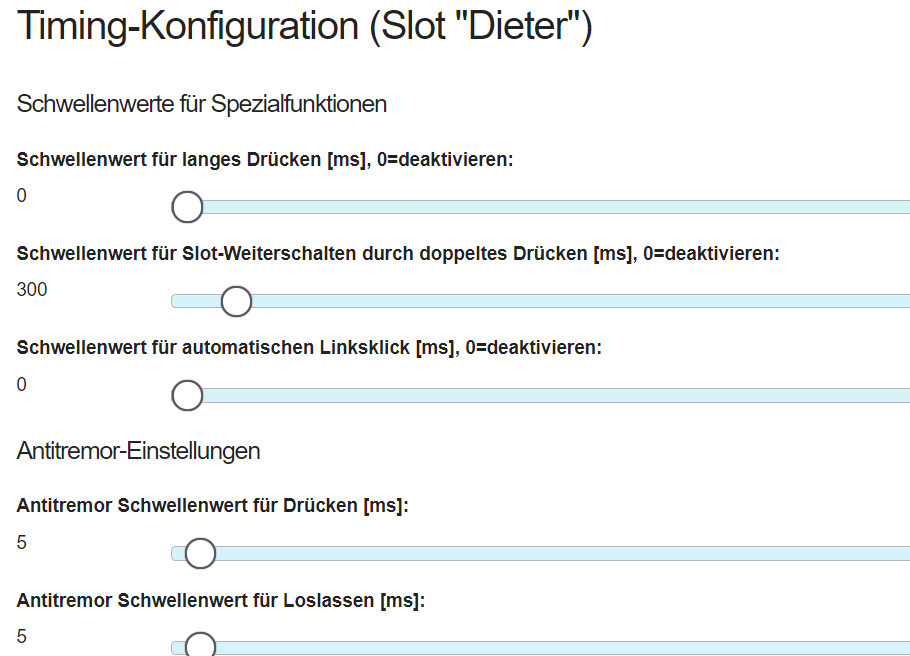 Timing-Konfiguration (Slot "Dieter")
Schwellenwerte für Spezialfunktionen
Schwellenwert für langes Drücken [ms], 0=deaktivieren:
0
Schwellenwert für Slot-Weiterschalten durch doppeltes Drücken [ms], 0=deaktivieren:
300
Schwellenwert für automatischen Linksklick [ms], 0=deaktivieren:
0
Antitremor-Einstellungen
Antitremor Schwellenwert für Drücken [ms]:
5
Antitremor Schwellenwert für Loslassen [ms]:
5